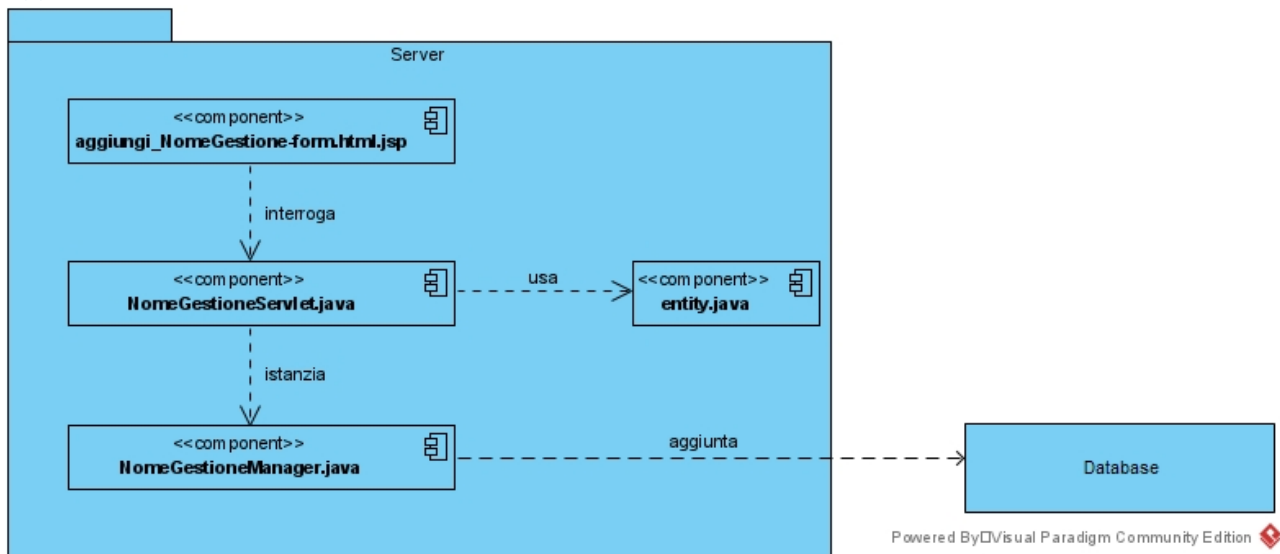 Server
<<component>>
aggiungi_NomeGestione-form.html.jsp
interroga
<<component>>
NomeGestioneServlet.java
usa
<<component>>
entity.java
istanzia
<<component>>
NomeGestioneManager.java
aggiunta
Database
Powered By□Visual Paradigm Community Edition